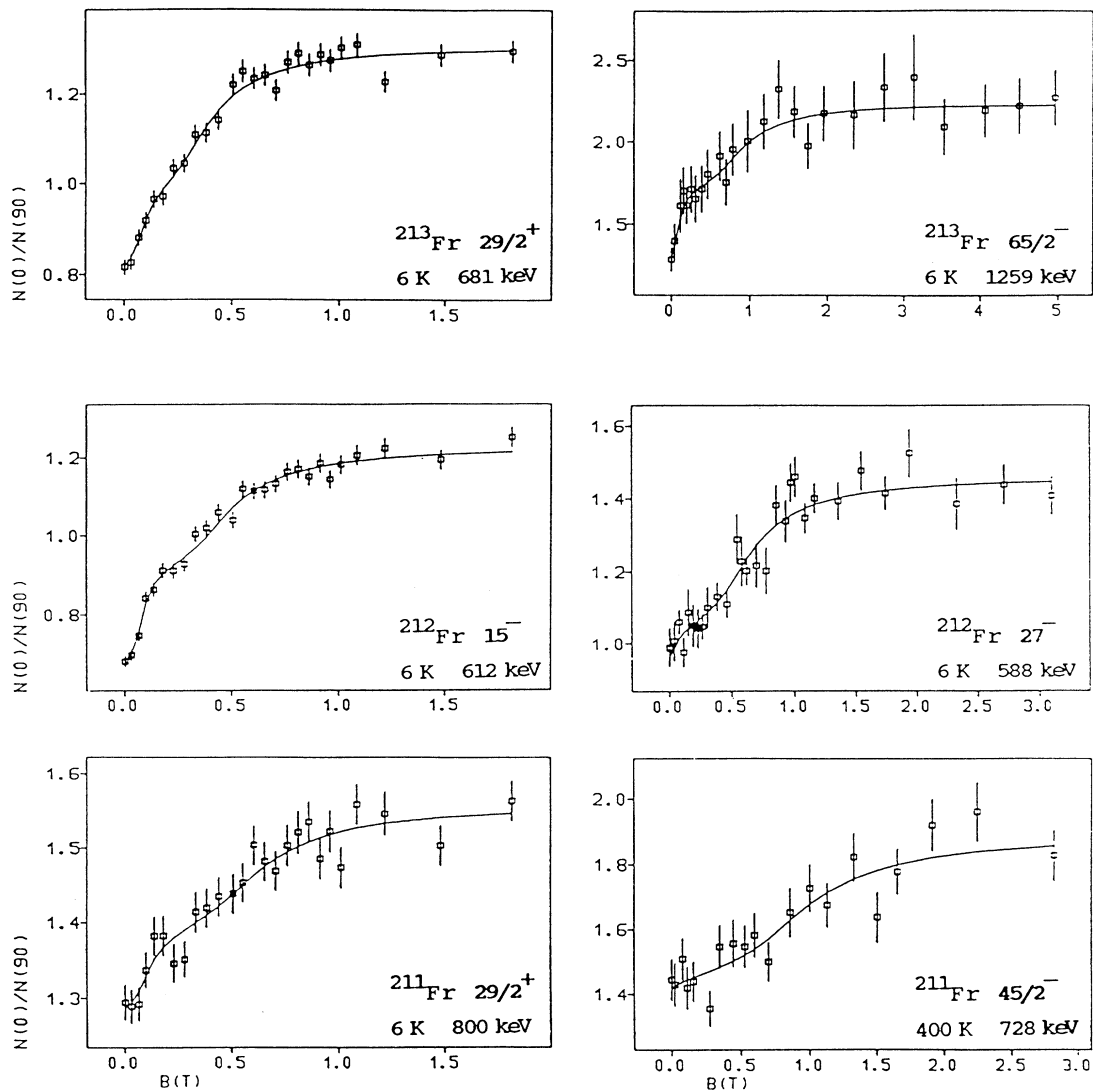 N(0)/N(90)
1.2
1.0
0.8
0.0 0.5 1.0 1.5
²¹³Fr 29/2⁺
6 K 681 keV
2.5
2.0
1.5
0 1 2 3 4 5
²¹³Fr 65/2⁻
6 K 1259 keV
N(0)/N(90)
1.2
1.0
0.8
0.0 0.5 1.0 1.5
²¹²Fr 15⁻
6 K 612 keV
1.6
1.4
1.2
1.0
0.0 0.5 1.0 1.5 2.0 2.5 3.0
²¹²Fr 27⁻
6 K 588 keV
N(0)/N(90)
1.6
1.5
1.4
1.3
0.0 0.5 1.0 1.5
B(T)
²¹¹Fr 29/2⁺
6 K 800 keV
2.0
1.8
1.6
1.4
0.0 0.5 1.0 1.5 2.0 2.5 3.0
B(T)
²¹¹Fr 45/2⁻
400 K 728 keV